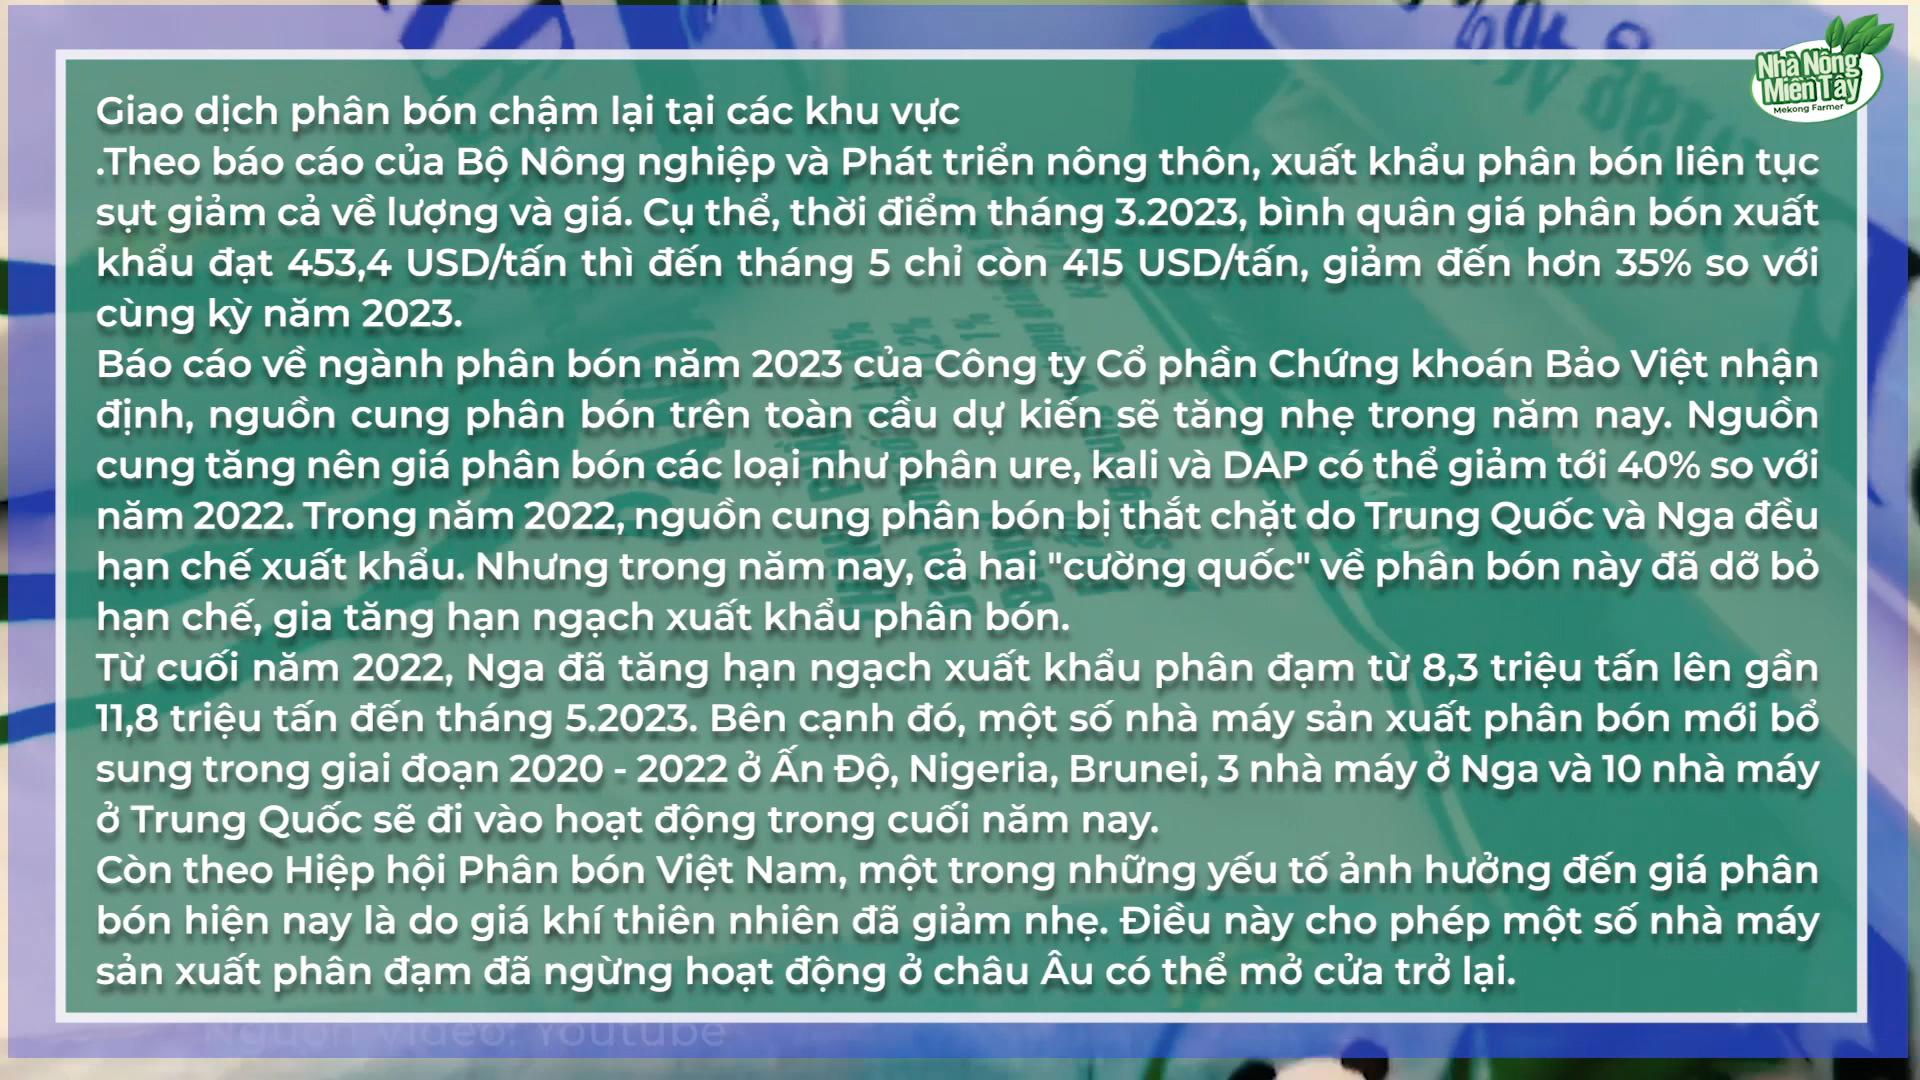 Nhà Nông
Miền Tây
Mekong Farmer
Giao dịch phân bón chậm lại tại các khu vực
.Theo báo cáo của Bộ Nông nghiệp và Phát triển nông thôn, xuất khẩu phân bón liên tục
sụt giảm cả về lượng và giá. Cụ thể, thời điểm tháng 3.2023, bình quân giá phân bón xuất
khẩu đạt 453,4 USD/tấn thì đến tháng 5 chỉ còn 415 USD/tấn, giảm đến hơn 35% so với
cùng kỳ năm 2023.
Báo cáo về ngành phân bón năm 2023 của Công ty Cổ phần Chứng khoán Bảo Việt nhận
định, nguồn cung phân bón trên toàn cầu dự kiến sẽ tăng nhẹ trong năm nay. Nguồn
cung tăng nên giá phân bón các loại như phân ure, kali và DAP có thể giảm tới 40% so với
năm 2022. Trong năm 2022, nguồn cung phân bón bị thắt chặt do Trung Quốc và Nga đều
hạn chế xuất khẩu. Nhưng trong năm nay, cả hai "cường quốc" về phân bón này đã dỡ bỏ
hạn chế, gia tăng hạn ngạch xuất khẩu phân bón.
Từ cuối năm 2022, Nga đã tăng hạn ngạch xuất khẩu phân đạm từ 8,3 triệu tấn lên gần
11,8 triệu tấn đến tháng 5.2023. Bên cạnh đó, một số nhà máy sản xuất phân bón mới bổ
sung trong giai đoạn 2020 - 2022 ở Ấn Độ, Nigeria, Brunei, 3 nhà máy ở Nga và 10 nhà máy
ở Trung Quốc sẽ đi vào hoạt động trong cuối năm nay.
Còn theo Hiệp hội Phân bón Việt Nam, một trong những yếu tố ảnh hưởng đến giá phân
bón hiện nay là do giá khí thiên nhiên đã giảm nhẹ. Điều này cho phép một số nhà máy
sản xuất phân đạm đã ngừng hoạt động ở châu Âu có thể mở cửa trở lại.
Nguồn Video: Youtube